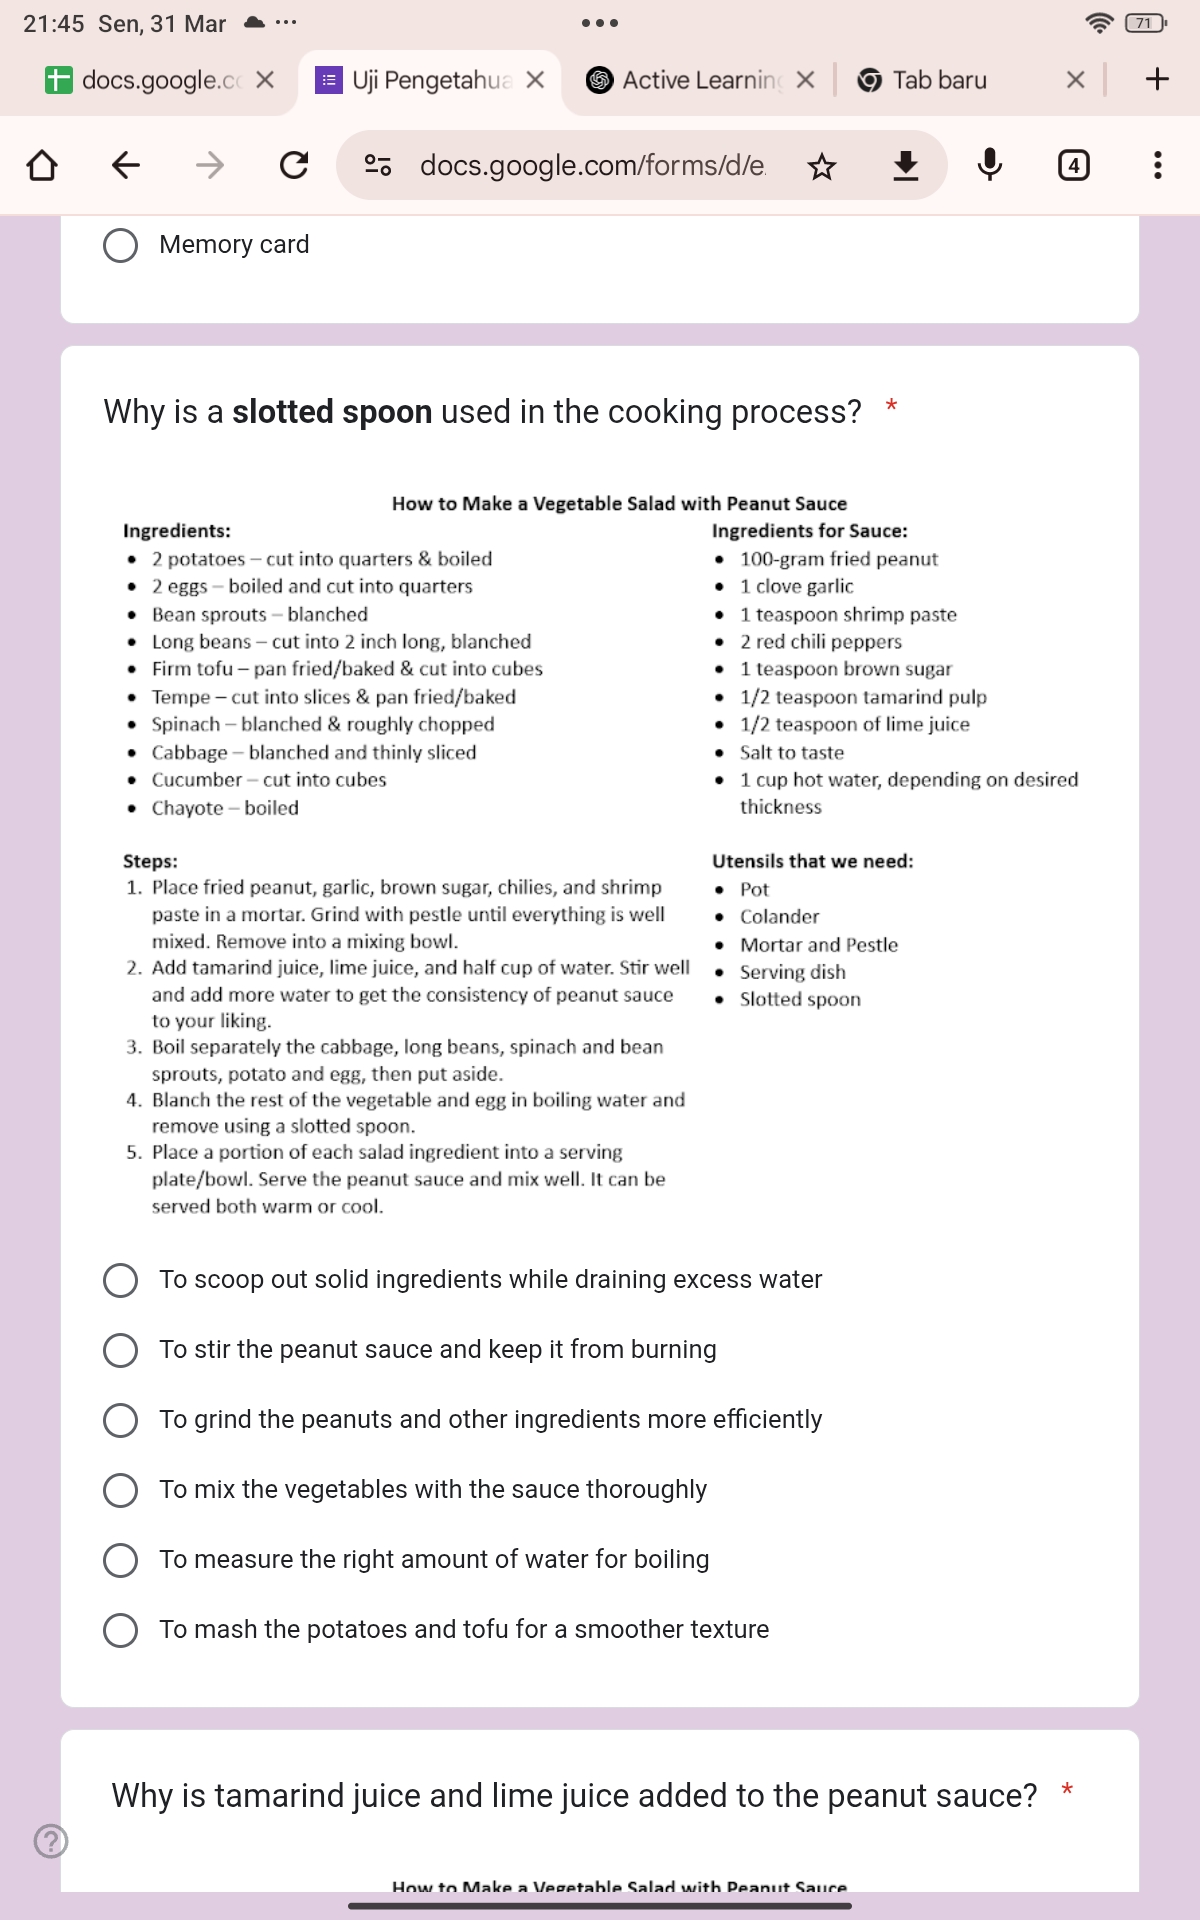 21:45 Sen, 31 Mar
71
docs.google.cc
Uji Pengetahua
Active Learning
Tab baru
docs.google.com/forms/d/e.
4
Memory card
Why is a slotted spoon used in the cooking process? *
How to Make a Vegetable Salad with Peanut Sauce
Ingredients:
• 2 potatoes – cut into quarters & boiled
• 2 eggs – boiled and cut into quarters
• Bean sprouts – blanched
• Long beans – cut into 2 inch long, blanched
• Firm tofu – pan fried/baked & cut into cubes
• Tempe – cut into slices & pan fried/baked
• Spinach – blanched & roughly chopped
• Cabbage – blanched and thinly sliced
• Cucumber – cut into cubes
• Chayote – boiled
Ingredients for Sauce:
• 100-gram fried peanut
• 1 clove garlic
• 1 teaspoon shrimp paste
• 2 red chili peppers
• 1 teaspoon brown sugar
• 1/2 teaspoon tamarind pulp
• 1/2 teaspoon of lime juice
• Salt to taste
• 1 cup hot water, depending on desired
thickness
Steps:
1. Place fried peanut, garlic, brown sugar, chilies, and shrimp
paste in a mortar. Grind with pestle until everything is well
mixed. Remove into a mixing bowl.
2. Add tamarind juice, lime juice, and half cup of water. Stir well
and add more water to get the consistency of peanut sauce
to your liking.
3. Boil separately the cabbage, long beans, spinach and bean
sprouts, potato and egg, then put aside.
4. Blanch the rest of the vegetable and egg in boiling water and
remove using a slotted spoon.
5. Place a portion of each salad ingredient into a serving
plate/bowl. Serve the peanut sauce and mix well. It can be
served both warm or cool.
Utensils that we need:
• Pot
• Colander
• Mortar and Pestle
• Serving dish
• Slotted spoon
To scoop out solid ingredients while draining excess water
To stir the peanut sauce and keep it from burning
To grind the peanuts and other ingredients more efficiently
To mix the vegetables with the sauce thoroughly
To measure the right amount of water for boiling
To mash the potatoes and tofu for a smoother texture
Why is tamarind juice and lime juice added to the peanut sauce? *
How to Make a Vegetable Salad with Peanut Sauce